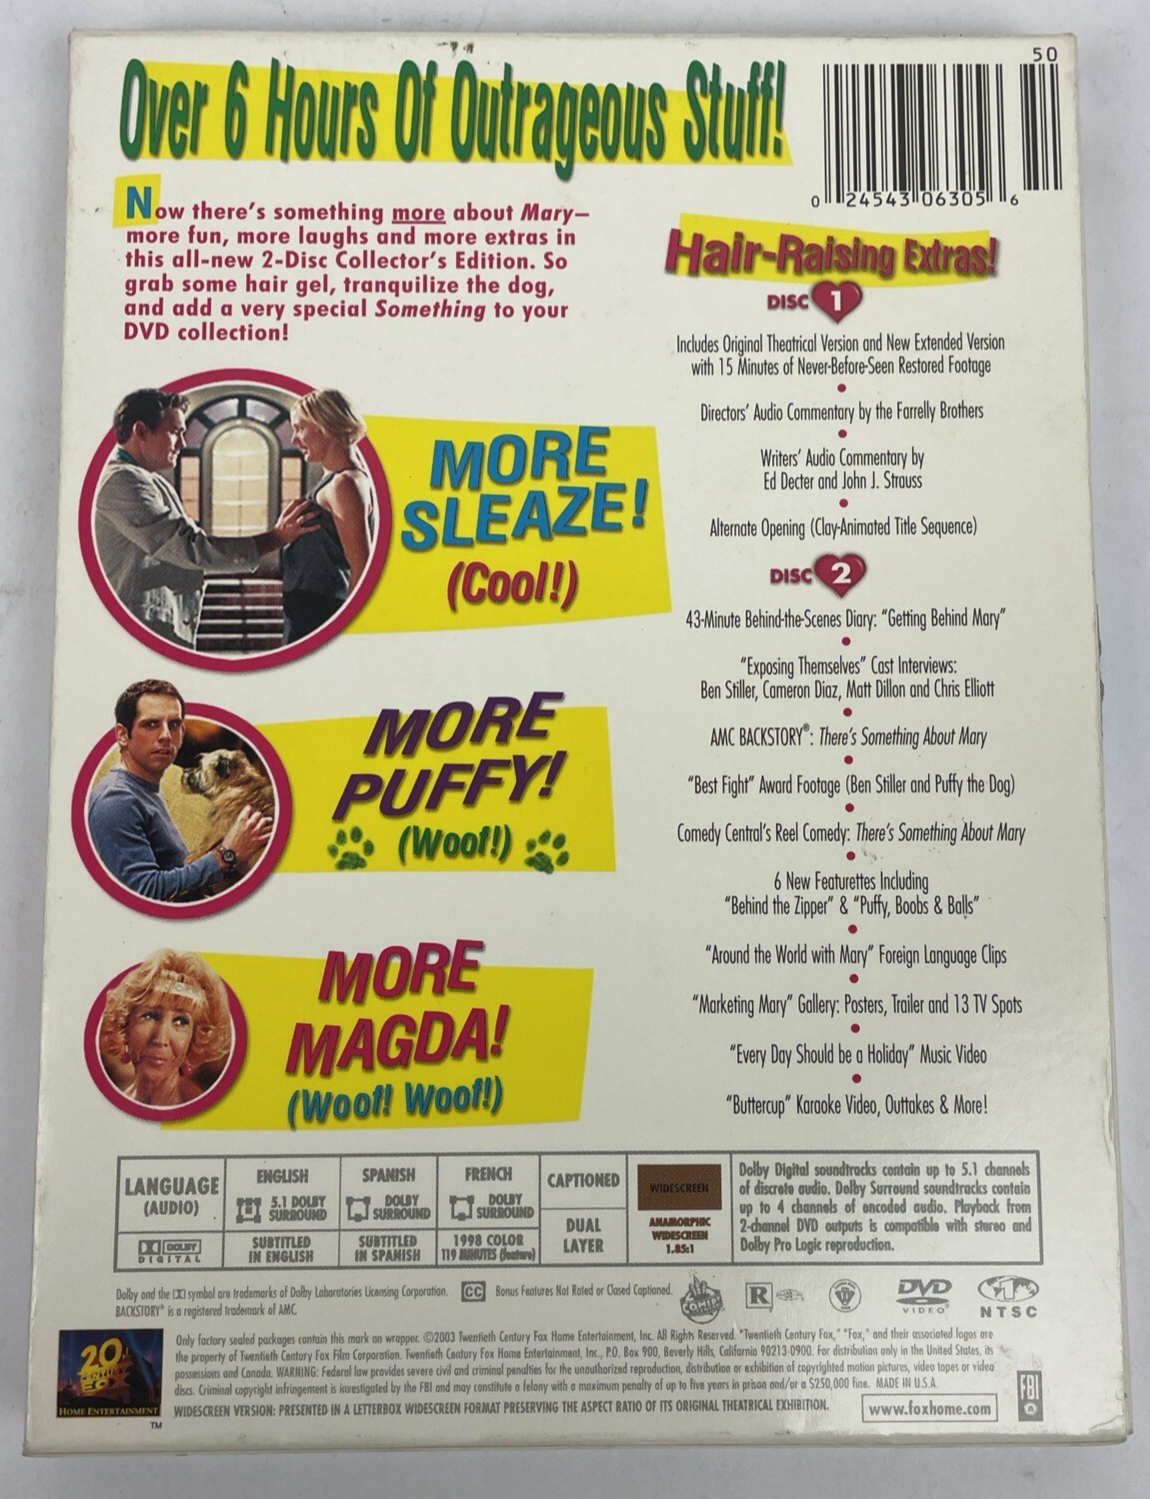 Over 6 Hours Of Outrageous Stuff!
50
0 24543 06305 6
Now there's something more about Mary–
more fun, more laughs and more extras in
this all-new 2-Disc Collector's Edition. So
grab some hair gel, tranquilize the dog,
and add a very special Something to your
DVD collection!
MORE
SLEAZE!
(Cool!)
MORE
PUFFY!
(Woof!)
MORE
MAGDA!
(Woof! Woof!)
Hair-Raising Extras!
DISC 1
Includes Original Theatrical Version and New Extended Version
with 15 Minutes of Never-Before-Seen Restored Footage
Directors' Audio Commentary by the Farrelly Brothers
Writers' Audio Commentary by
Ed Decter and John J. Strauss
Alternate Opening (Clay-Animated Title Sequence)
DISC 2
43-Minute Behind-the-Scenes Diary: "Getting Behind Mary"
"Exposing Themselves" Cast Interviews:
Ben Stiller, Cameron Diaz, Matt Dillon and Chris Elliott
AMC BACKSTORY®: There's Something About Mary
"Best Fight" Award Footage (Ben Stiller and Puffy the Dog)
Comedy Central's Reel Comedy: There's Something About Mary
6 New Featurettes Including
"Behind the Zipper" & "Puffy, Boobs & Balls"
"Around the World with Mary" Foreign Language Clips
"Marketing Mary" Gallery: Posters, Trailer and 13 TV Spots
"Every Day Should be a Holiday" Music Video
"Buttercup" Karaoke Video, Outtakes & More!
LANGUAGE
(AUDIO)
DOLBY
DIGITAL
ENGLISH
5.1 DOLBY
SURROUND
SUBTITLED
IN ENGLISH
SPANISH
DOLBY
SURROUND
SUBTITLED
IN SPANISH
FRENCH
DOLBY
SURROUND
1998 COLOR
119 MINUTES (feature)
CAPTIONED
DUAL
LAYER
WIDESCREEN
ANAMORPHIC
WIDESCREEN
1.85:1
Dolby Digital soundtracks contain up to 5.1 channels
of discrete audio. Dolby Surround soundtracks contain
up to 4 channels of encoded audio. Playback from
2-channel DVD outputs is compatible with stereo and
Dolby Pro Logic reproduction.
Dolby and the DD symbol are trademarks of Dolby Laboratories Licensing Corporation.
BACKSTORY® is a registered trademark of AMC.
CC Bonus Features Not Rated or Closed Captioned.
R
DVD
VIDEO
NTSC
Only factory sealed packages contain this mark on wrapper. ©2003 Twentieth Century Fox Home Entertainment, Inc. All Rights Reserved. "Twentieth Century Fox," "Fox," and their associated logos are
the property of Twentieth Century Fox Film Corporation. Twentieth Century Fox Home Entertainment, Inc., P.O. Box 900, Beverly Hills, California 90213-0900. For distribution only in the United States, its
possessions and Canada. WARNING: Federal law provides severe civil and criminal penalties for the unauthorized reproduction, distribution or exhibition of copyrighted motion pictures, video tapes or video
discs. Criminal copyright infringement is investigated by the FBI and may constitute a felony with a maximum penalty of up to five years in prison and/or a $250,000 fine. MADE IN U.S.A.
WIDESCREEN VERSION: PRESENTED IN A LETTERBOX WIDESCREEN FORMAT PRESERVING THE ASPECT RATIO OF ITS ORIGINAL THEATRICAL EXHIBITION.
www.foxhome.com
FBI
20th
CENTURY
FOX
HOME ENTERTAINMENT
TM